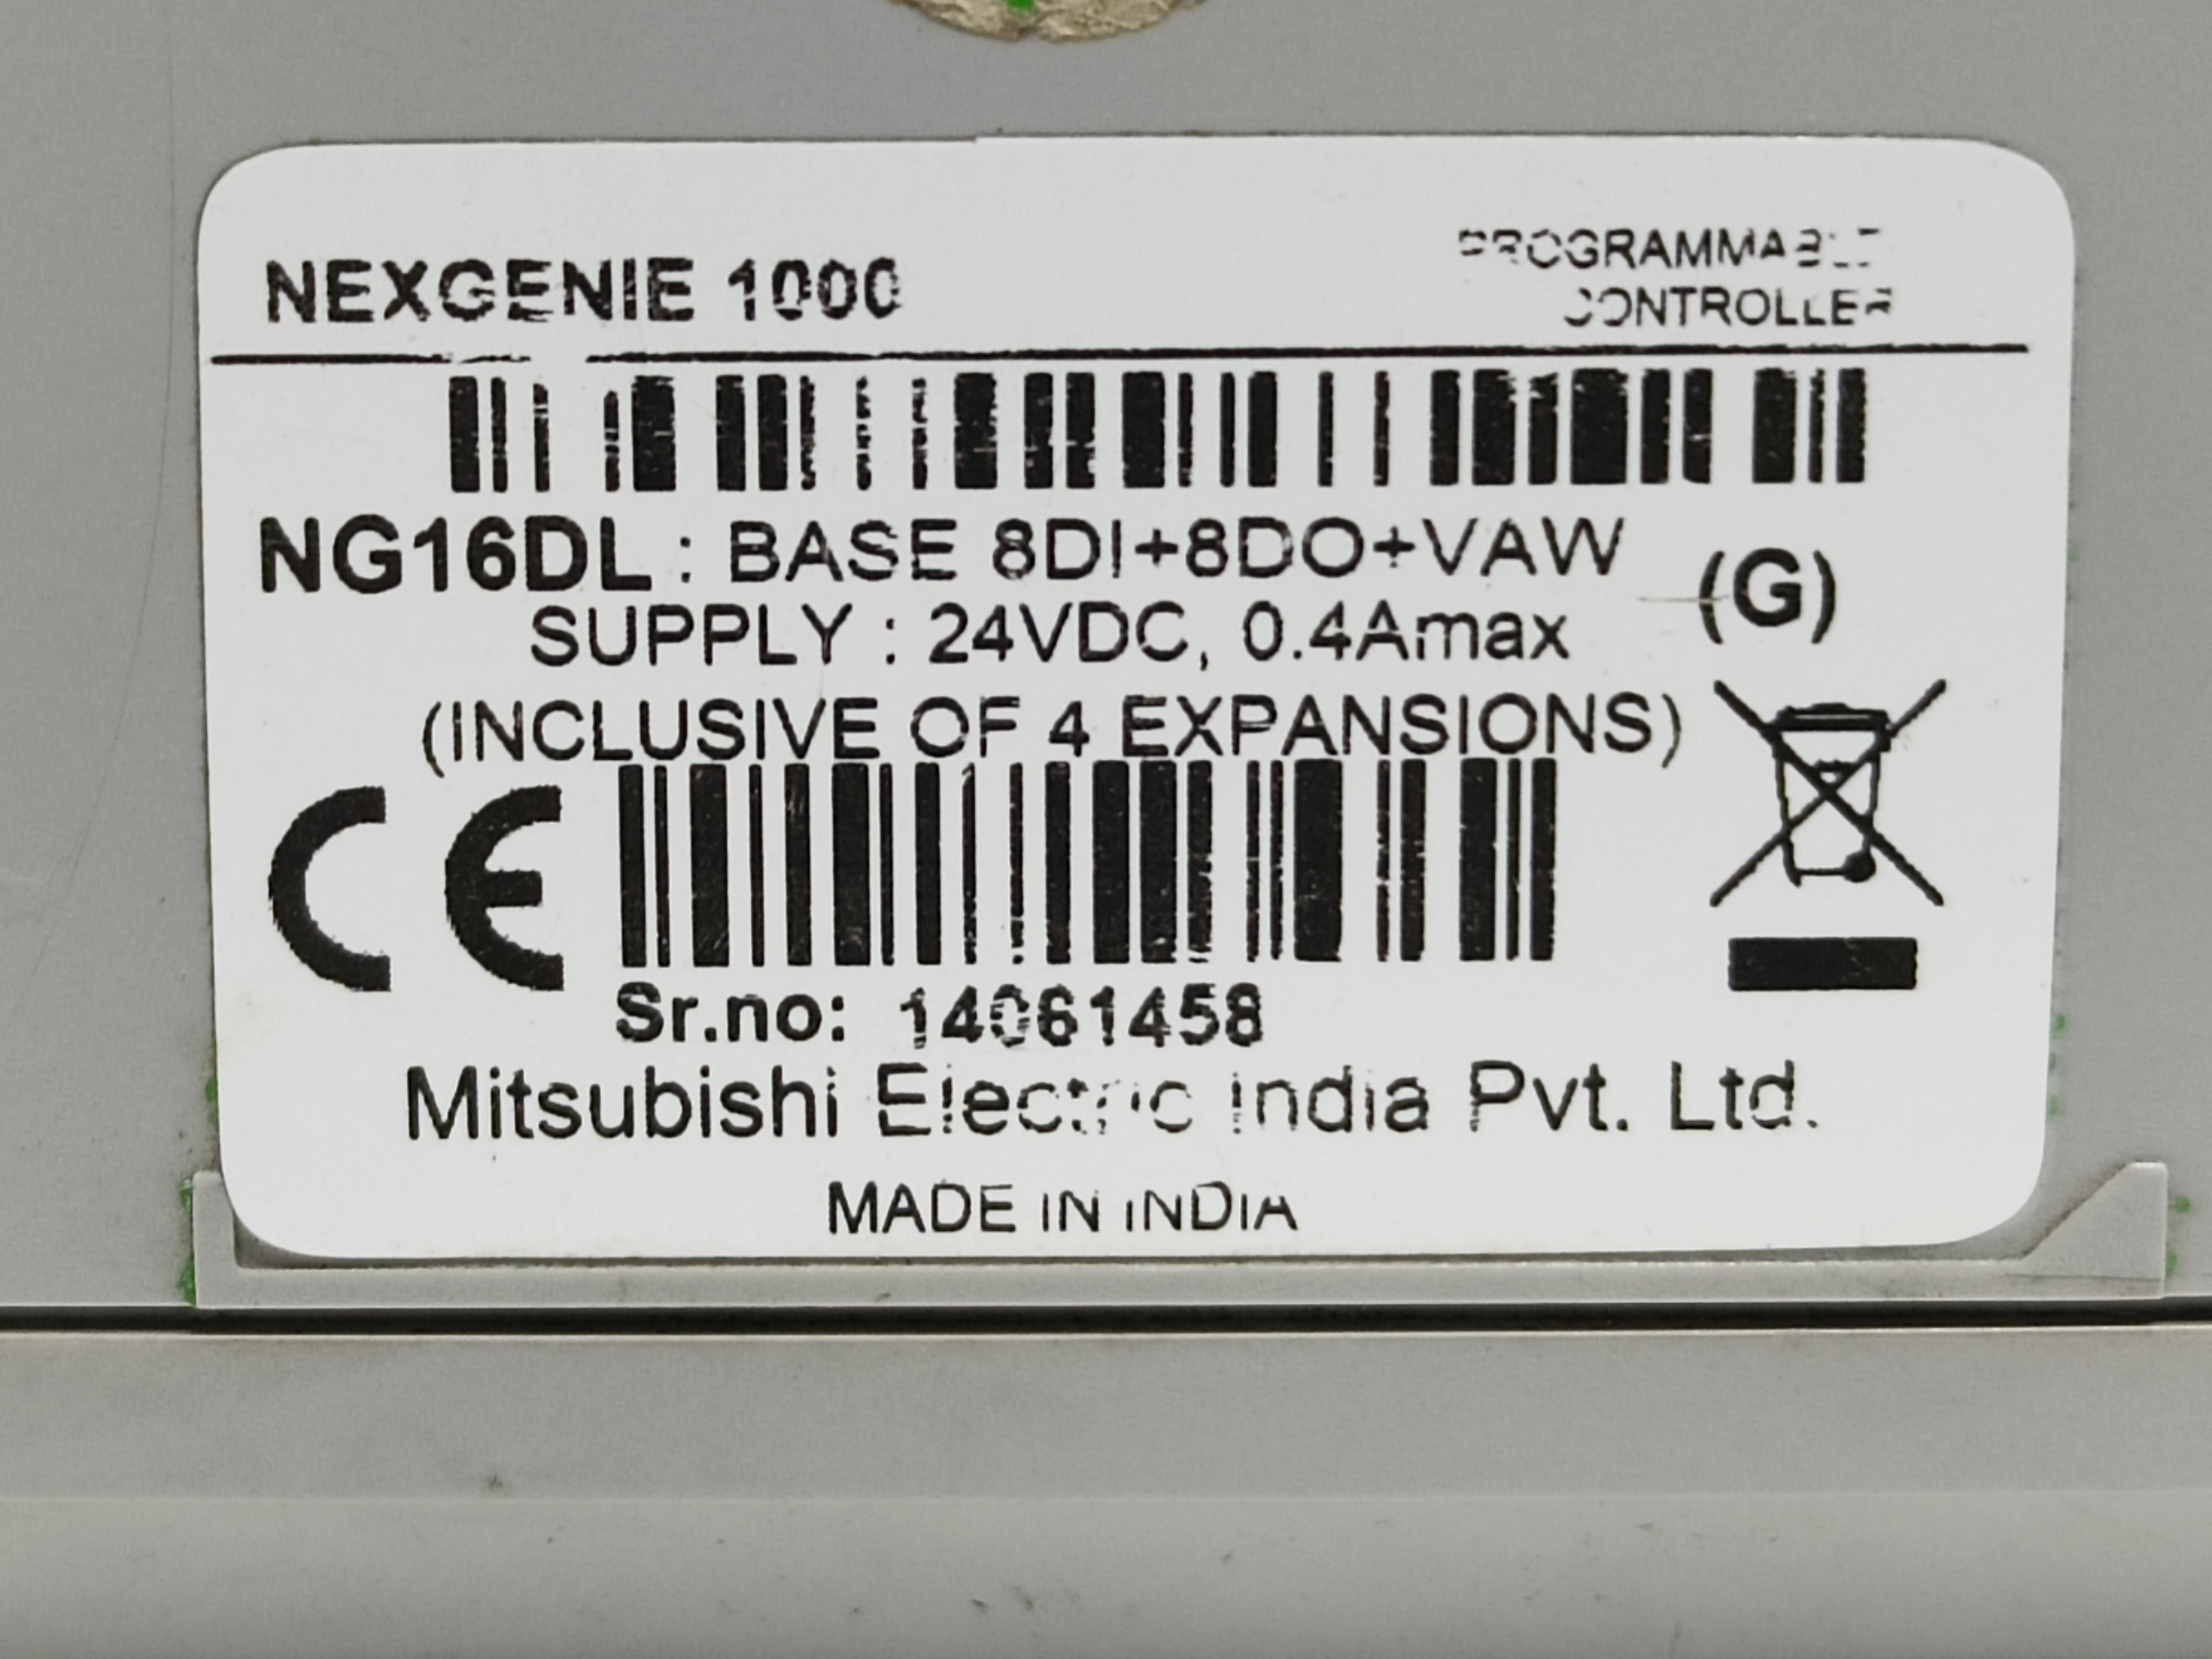 NEXGENIE 1000
PROGRAMMABLE
CONTROLLER
NG16DL : BASE 8DI+8DO+VAW
(G)
SUPPLY : 24VDC, 0.4Amax
(INCLUSIVE OF 4 EXPANSIONS)
CE
Sr.no: 14061458
Mitsubishi Electric India Pvt. Ltd.
MADE IN INDIA